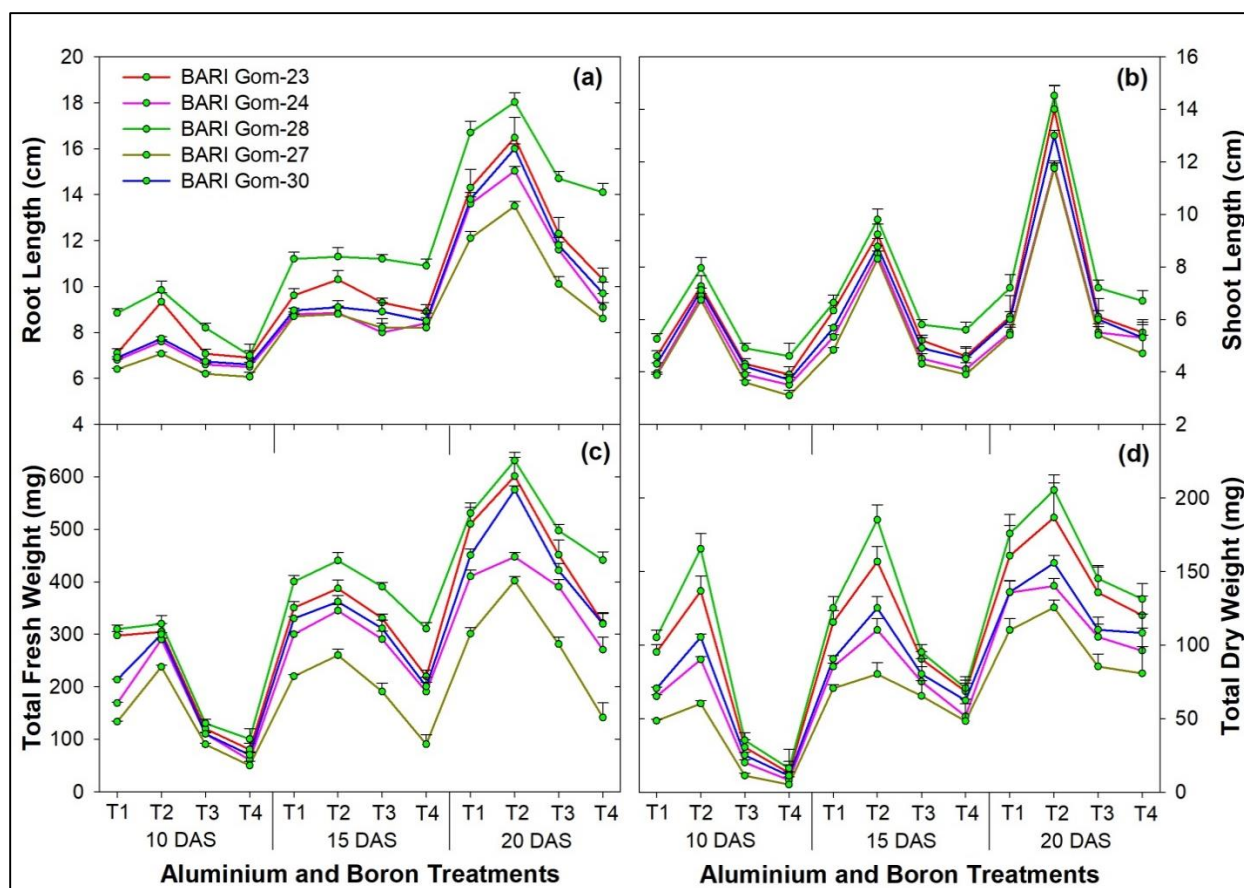 (a)
BARI Gom-23
BARI Gom-24
BARI Gom-28
BARI Gom-27
BARI Gom-30
Root Length (cm)
20
18
16
14
12
10
8
6
4
(b)
Shoot Length (cm)
16
14
12
10
8
6
4
2
(c)
Total Fresh Weight (mg)
600
500
400
300
200
100
0
(d)
Total Dry Weight (mg)
200
150
100
50
0
T1 T2 T3 T4 T1 T2 T3 T4 T1 T2 T3 T4
10 DAS 15 DAS 20 DAS
Aluminium and Boron Treatments
T1 T2 T3 T4 T1 T2 T3 T4 T1 T2 T3 T4
10 DAS 15 DAS 20 DAS
Aluminium and Boron Treatments